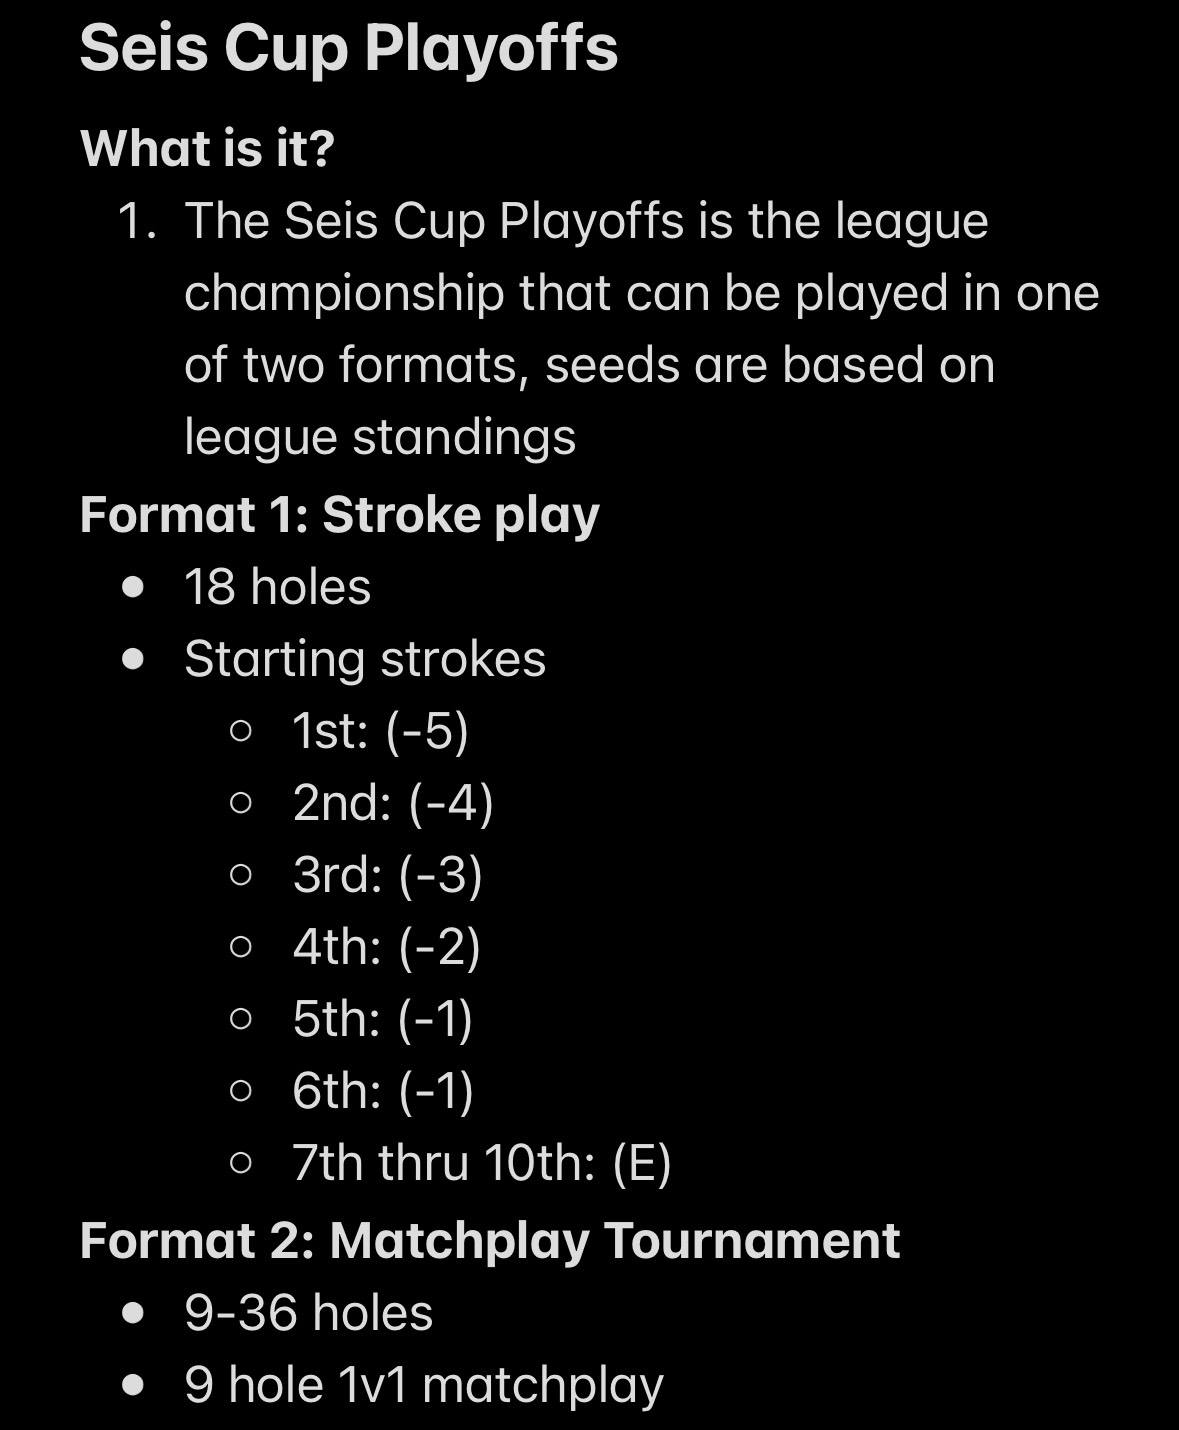 Seis Cup Playoffs
What is it?
1. The Seis Cup Playoffs is the league
championship that can be played in one
of two formats, seeds are based on
league standings
Format 1: Stroke play
● 18 holes
● Starting strokes
○ 1st: (-5)
○ 2nd: (-4)
○ 3rd: (-3)
○ 4th: (-2)
○ 5th: (-1)
○ 6th: (-1)
○ 7th thru 10th: (E)
Format 2: Matchplay Tournament
● 9-36 holes
● 9 hole 1v1 matchplay